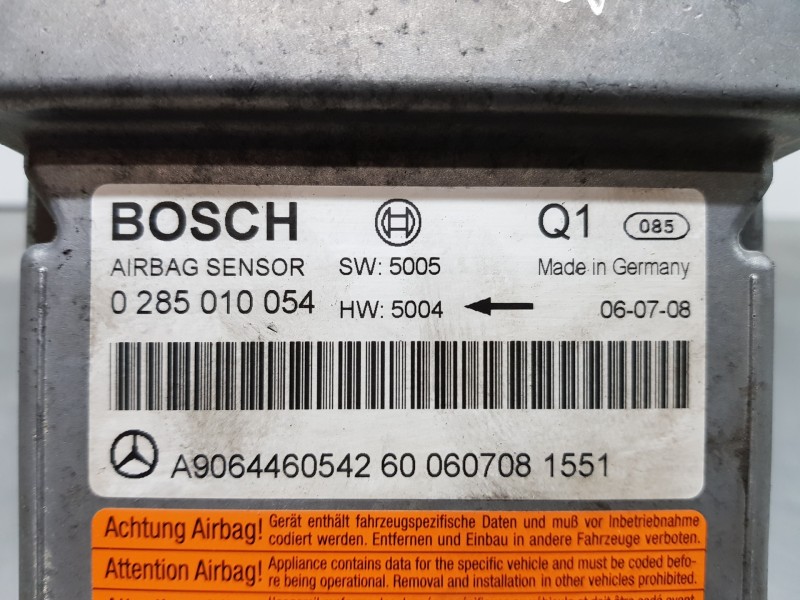 BOSCH
Q1
085
AIRBAG SENSOR
SW: 5005
Made in Germany
0 285 010 054
HW: 5004
06-07-08
A9064460542 60 060708 1551
Achtung Airbag! Gerät enthält fahrzeugspezifische Daten und muß vor Inbetriebnahme
codiert werden. Entfernen und Einbau in andere Fahrzeuge verboten.
Attention Airbag! Appliance contains data for the specific vehicle and must be coded befo-
re being operational. Removal and installation in other vehicles prohibited.